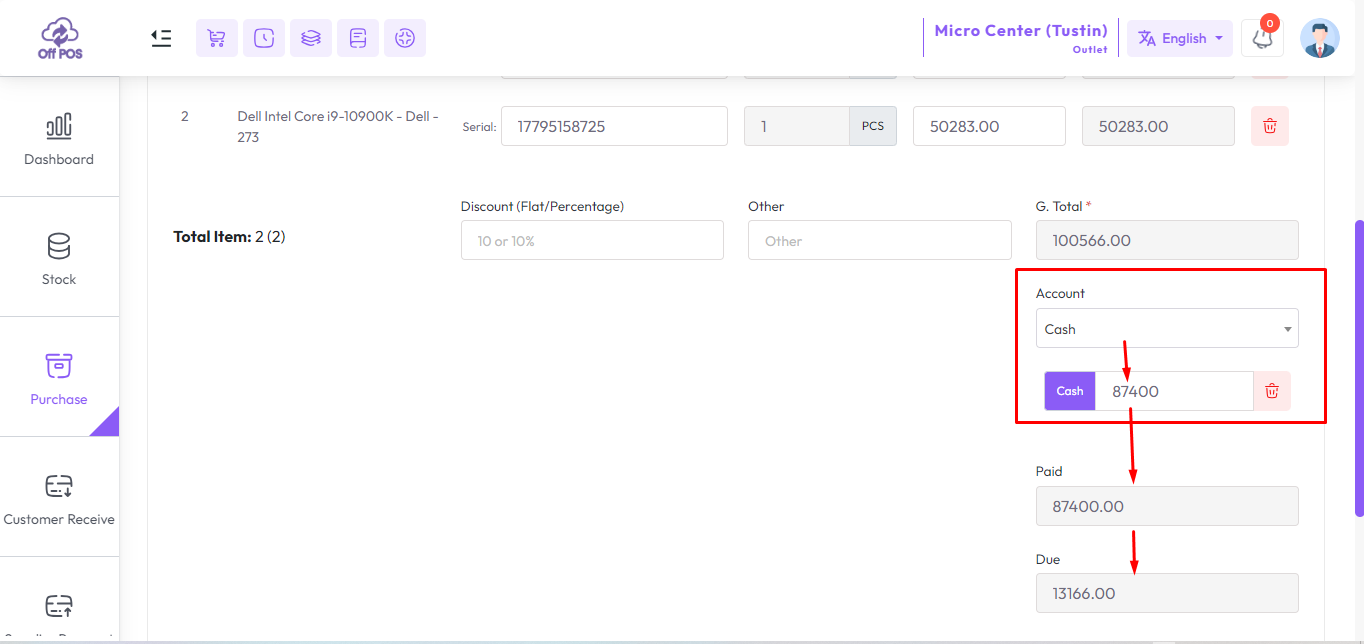 Off POS
Micro Center (Tustin)
Outlet
English
0
Dashboard
Stock
Purchase
Customer Receive
2
Dell Intel Core i9-10900K - Dell -
273
Serial:
17795158725
1
PCS
50283.00
50283.00
Total Item: 2 (2)
Discount (Flat/Percentage)
10 or 10%
Other
Other
G. Total *
100566.00
Account
Cash
Cash
87400
Paid
87400.00
Due
13166.00